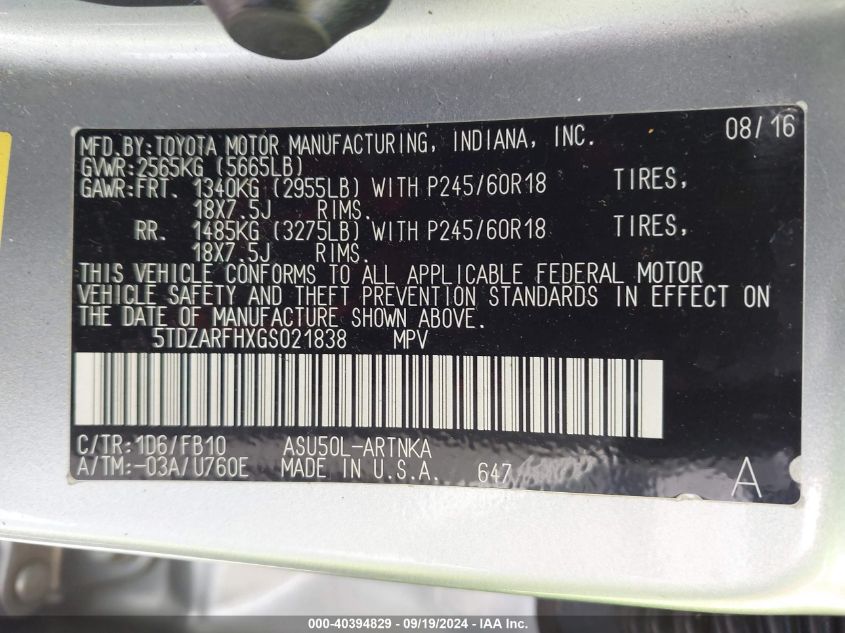 MFD.BY:TOYOTA MOTOR MANUFACTURING, INDIANA, INC. 08/16
GVWR:2565KG (5665LB)
GAWR:FRT. 1340KG (2955LB) WITH P245/60R18 TIRES,
18X7.5J RIMS.
RR. 1485KG (3275LB) WITH P245/60R18 TIRES,
18X7.5J RIMS.
THIS VEHICLE CONFORMS TO ALL APPLICABLE FEDERAL MOTOR
VEHICLE SAFETY AND THEFT PREVENTION STANDARDS IN EFFECT ON
THE DATE OF MANUFACTURE SHOWN ABOVE.
5TDZARFHXGS021838 MPV
C/TR:1D6/FB10 ASU50L-ARTNKA
A/TM:-03A/U760E MADE IN U.S.A. 647 A
000-40394829 - 09/19/2024 - IAA Inc.